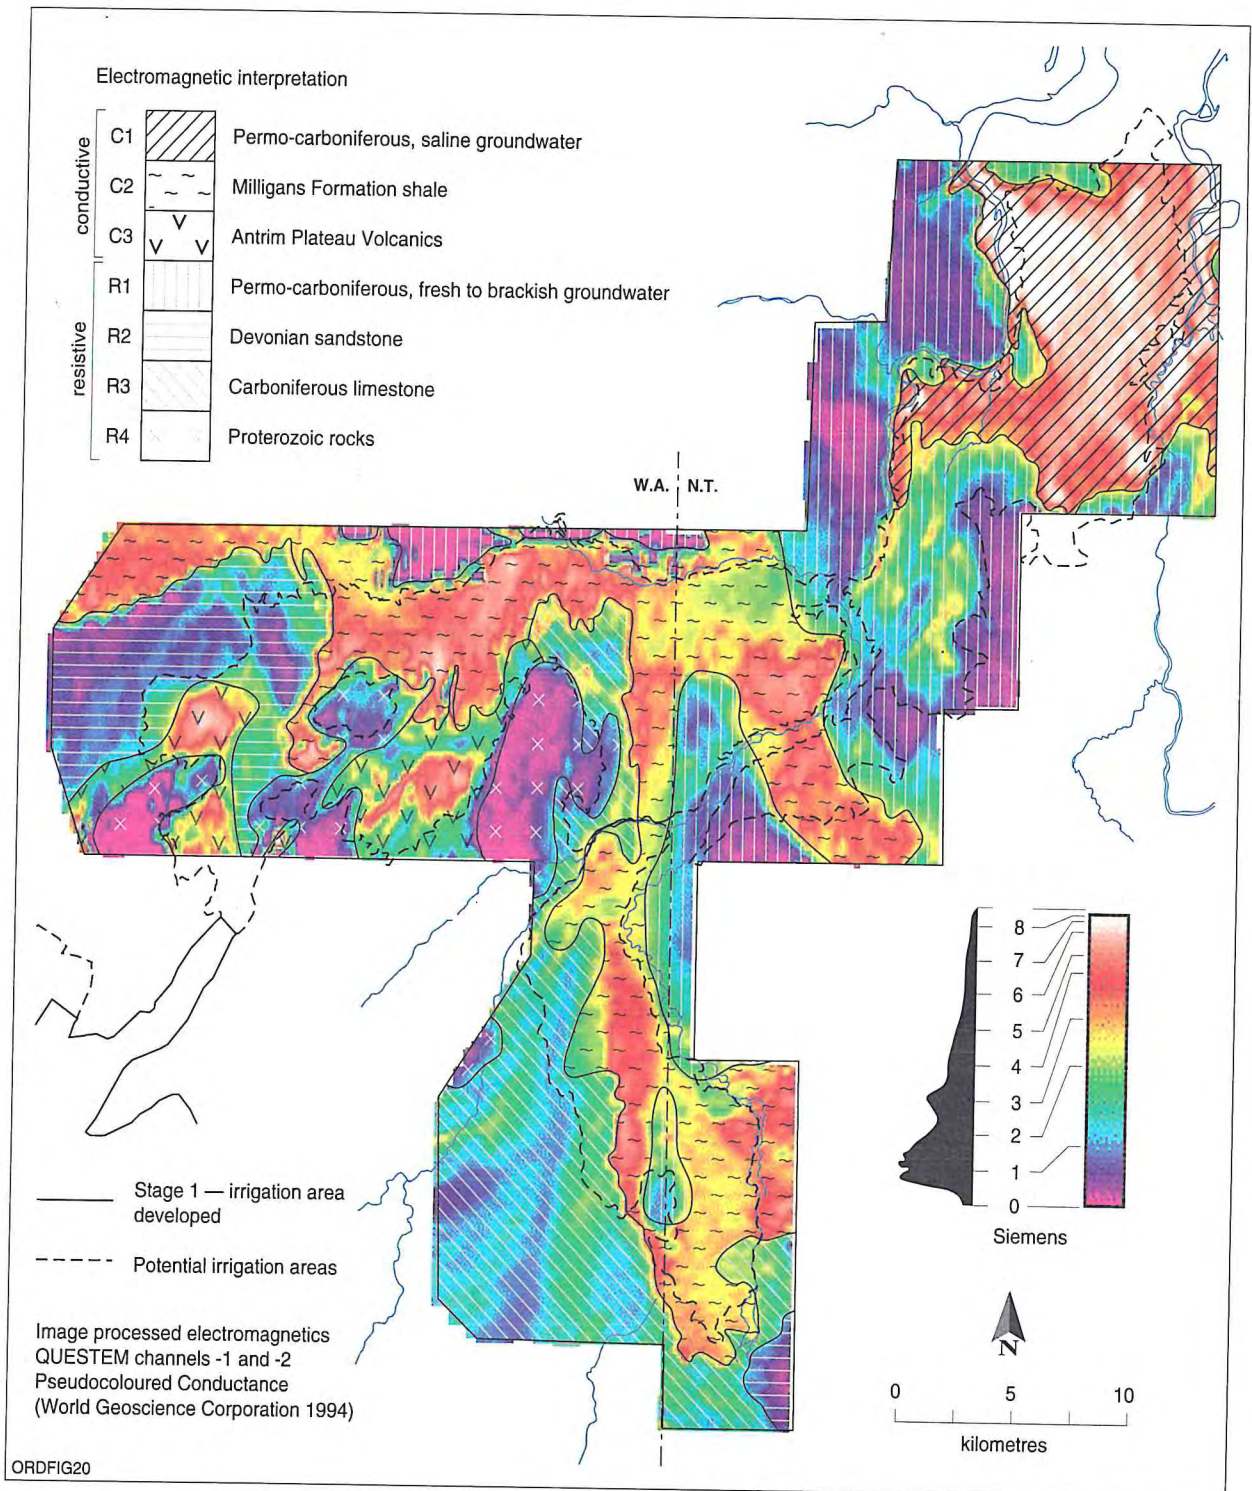 Electromagnetic interpretation
conductive
C1 Permo-carboniferous, saline groundwater
C2 Milligans Formation shale
C3 Antrim Plateau Volcanics
resistive
R1 Permo-carboniferous, fresh to brackish groundwater
R2 Devonian sandstone
R3 Carboniferous limestone
R4 Proterozoic rocks
W.A. N.T.
8
7
6
5
4
3
2
1
0
Siemens
Stage 1 — irrigation area
developed
Potential irrigation areas
Image processed electromagnetics
QUESTEM channels -1 and -2
Pseudocoloured Conductance
(World Geoscience Corporation 1994)
N
0 5 10
kilometres
ORDFIG20